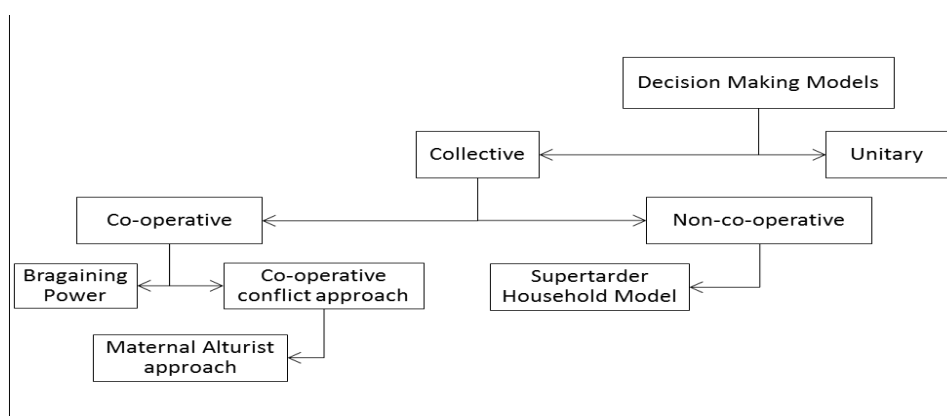 Decision Making Models
Collective
Unitary
Co-operative
Non-co-operative
Bragaining
Power
Co-operative
conflict approach
Supertarder
Household Model
Maternal Alturist
approach